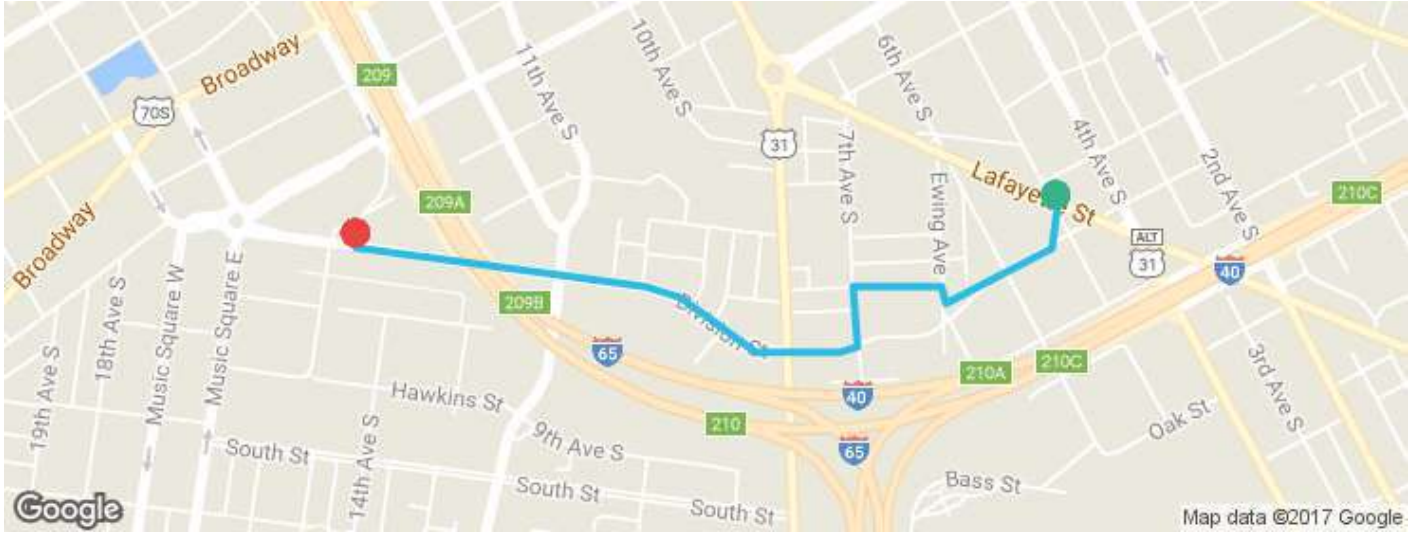 209
Broadway
70S
11th Ave S
10th Ave S
6th Ave S
31
7th Ave S
4th Ave S
2nd Ave S
Lafayette St
210C
209A
Ewing Ave
ALT
31
40
Broadway
Music Square W
Music Square E
18th Ave S
19th Ave S
209B
Division St
65
210A
210C
3rd Ave S
Hawkins St
40
210
9th Ave S
65
Oak St
South St
14th Ave S
South St
South St
Bass St
Google
Map data ©2017 Google